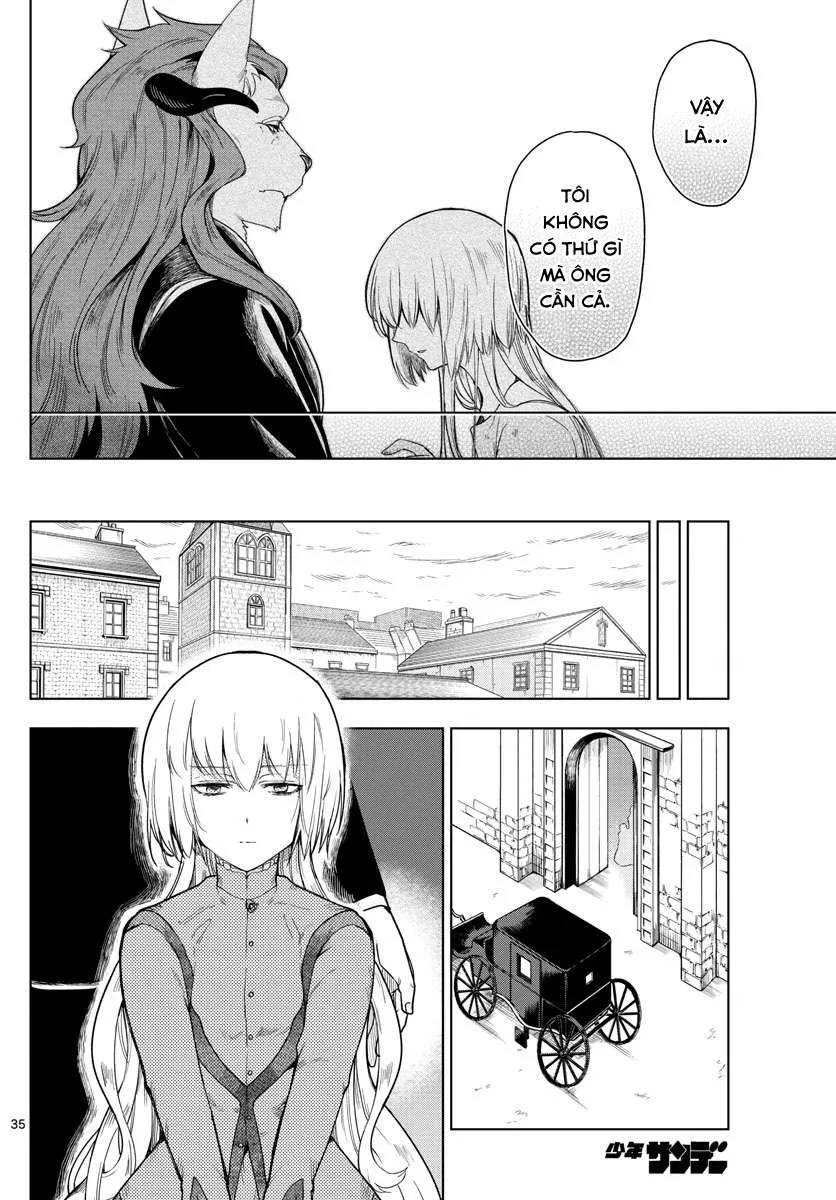 VẬY
LÀ...
TÔI
KHÔNG
CÓ THỨ GÌ
MÀ ÔNG
CẦN CẢ.
35
少年サンデー